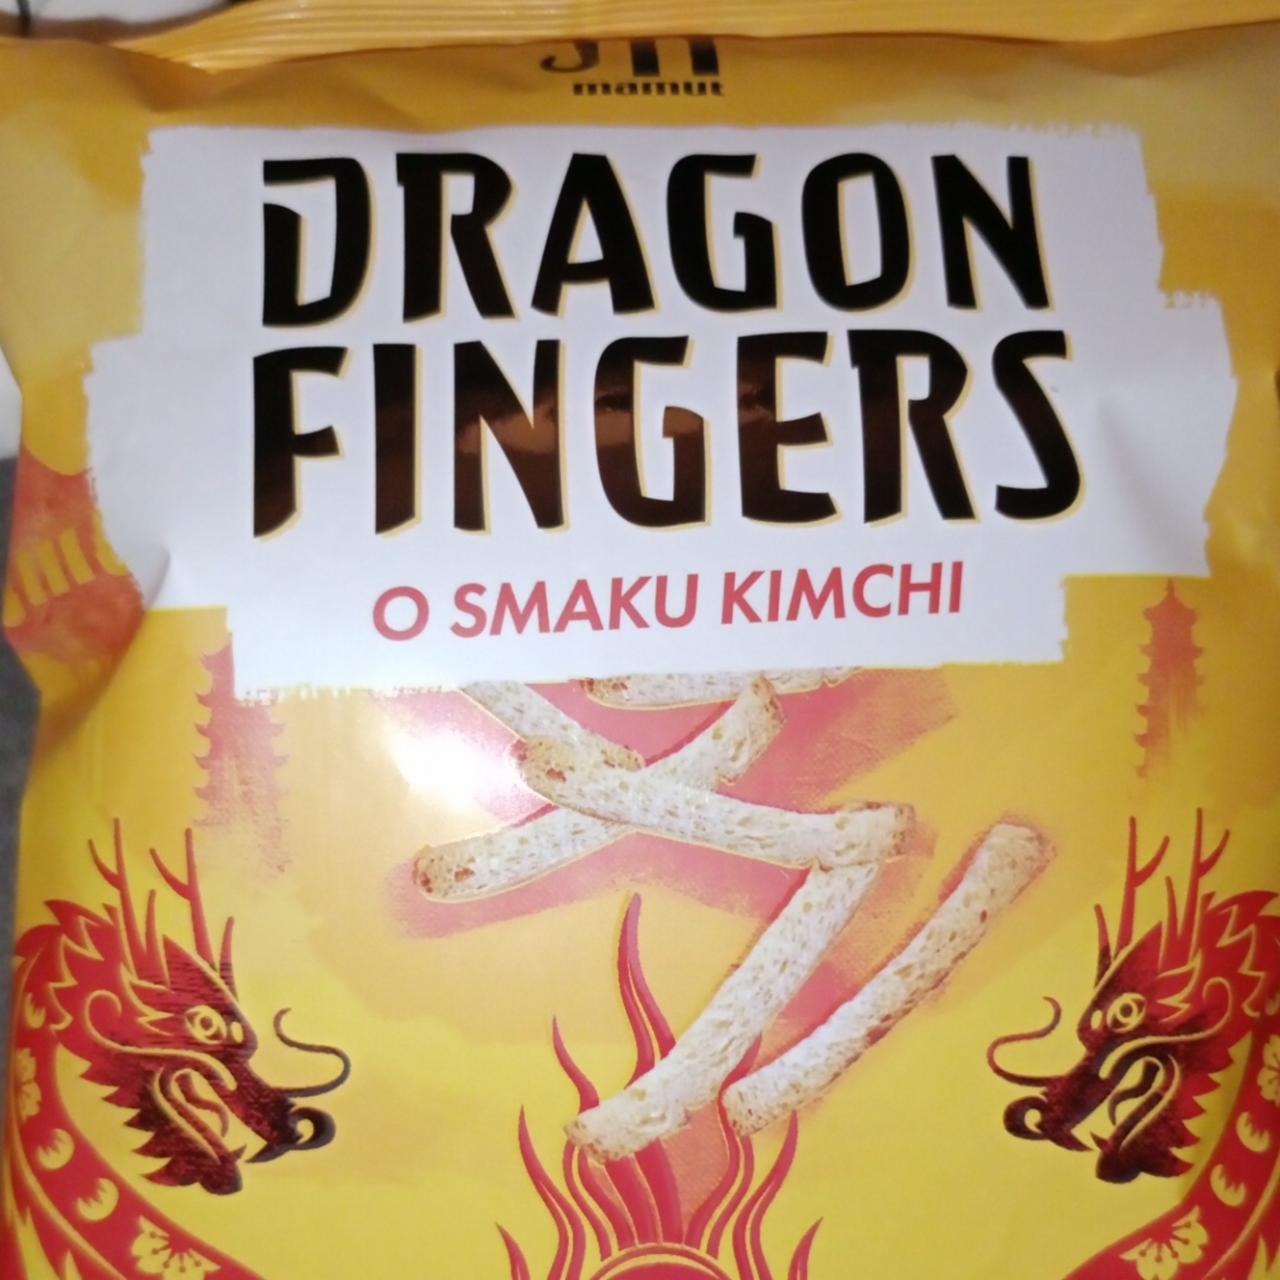 mamut
DRAGON
FINGERS
O SMAKU KIMCHI